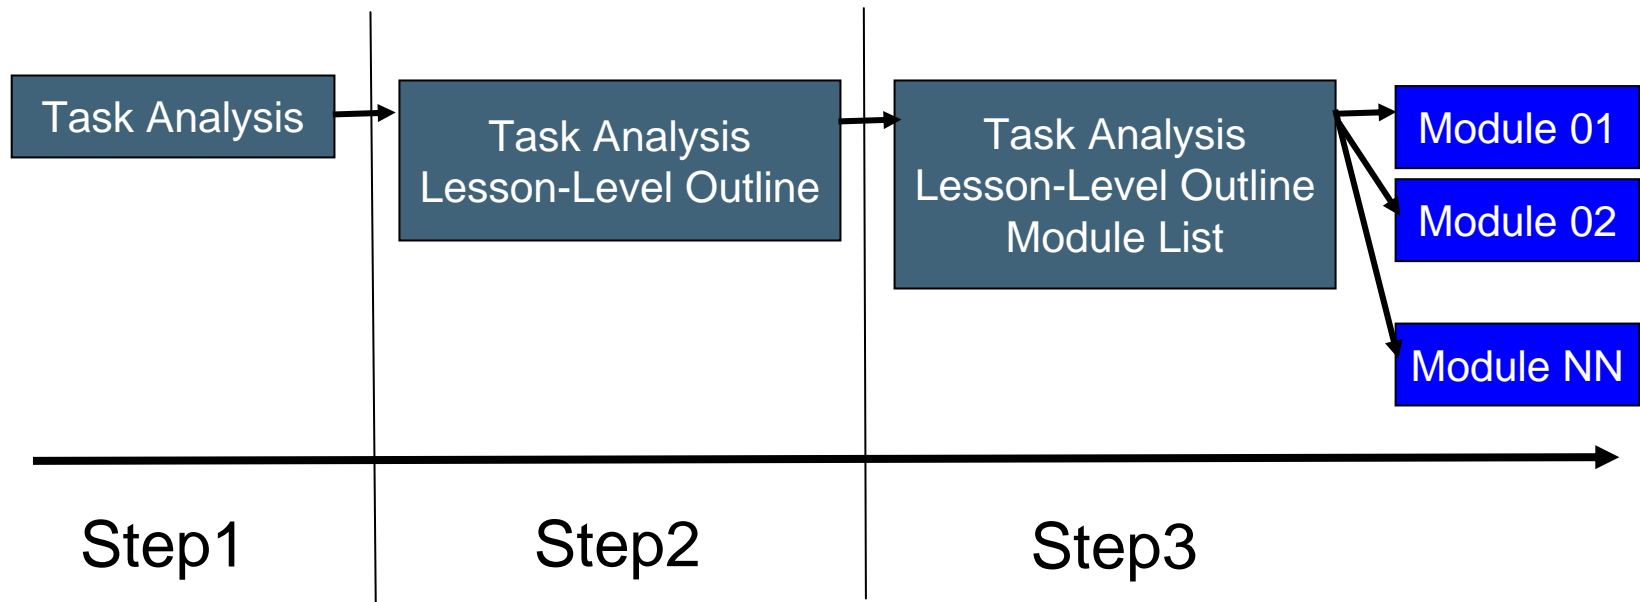 Task Analysis
Task Analysis
Lesson-Level Outline
Task Analysis
Lesson-Level Outline
Module List
Module 01
Module 02
Module NN
Step1
Step2
Step3